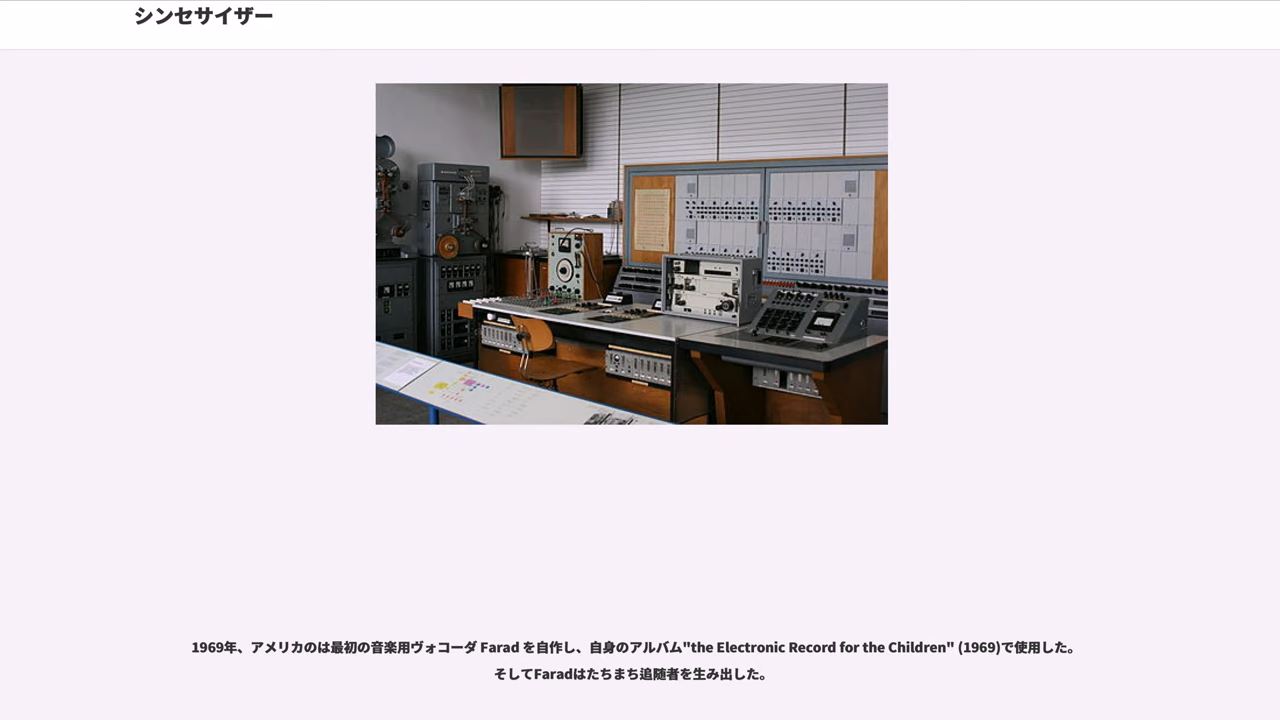 シンセサイザー
1969年、アメリカのは最初の音楽用ヴォコーダ Farad を自作し、自身のアルバム"the Electronic Record for the Children" (1969)で使用した。
そしてFaradはたちまち追随者を生み出した。